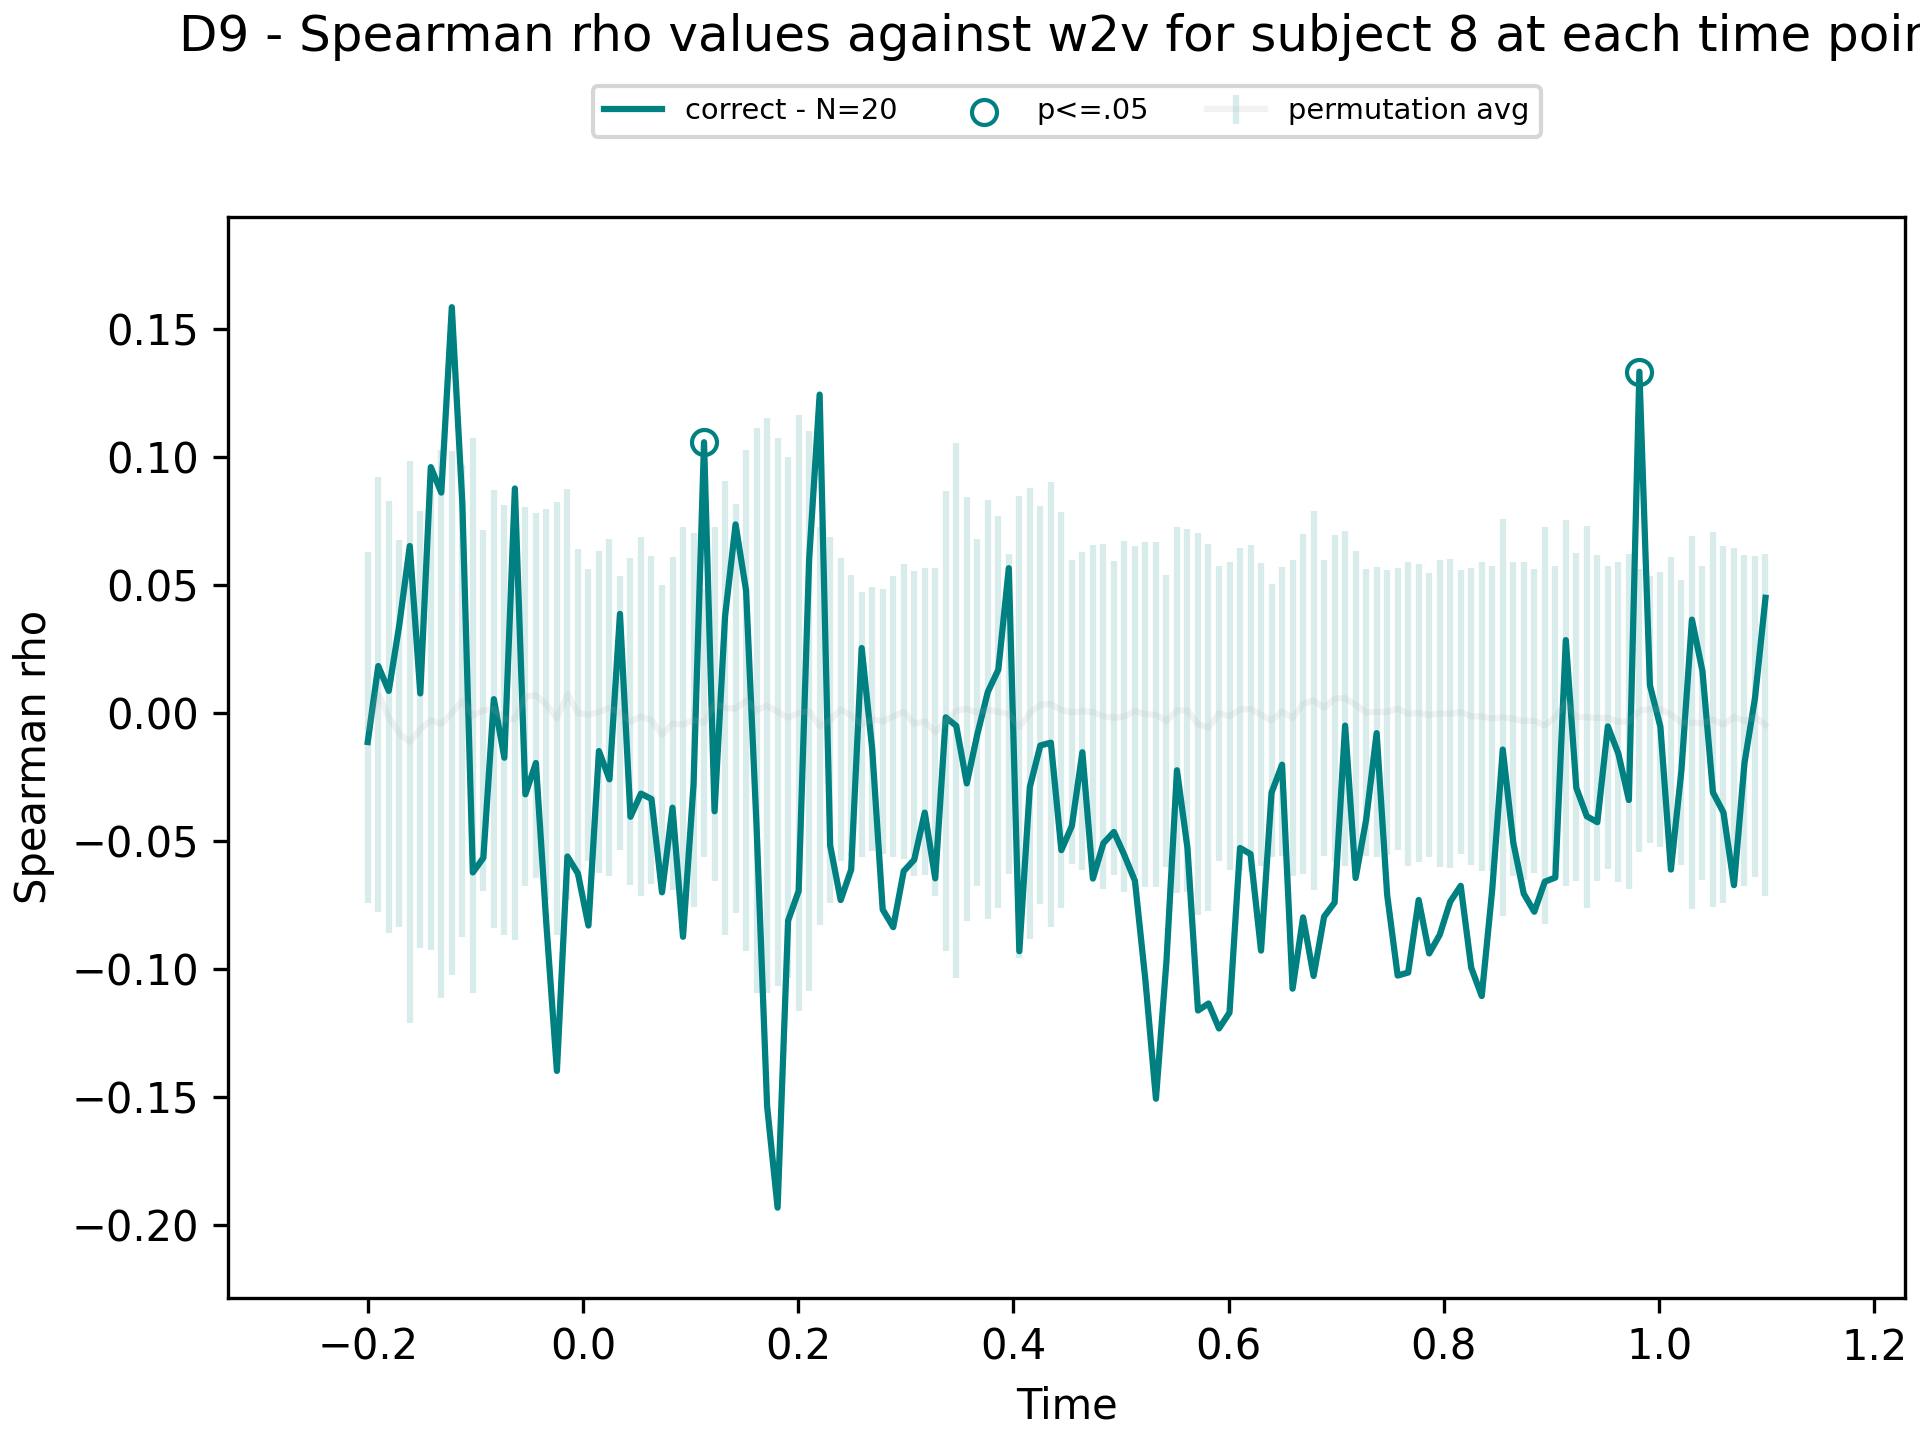 D9 - Spearman rho values against w2v for subject 8 at each time
correct - N=20 p<=.05 permutation avg
0.15
0.10
0.05
0.00
−0.05
−0.10
−0.15
−0.20
Spearman rho
−0.2 0.0 0.2 0.4 0.6 0.8 1.0 1.2
Time